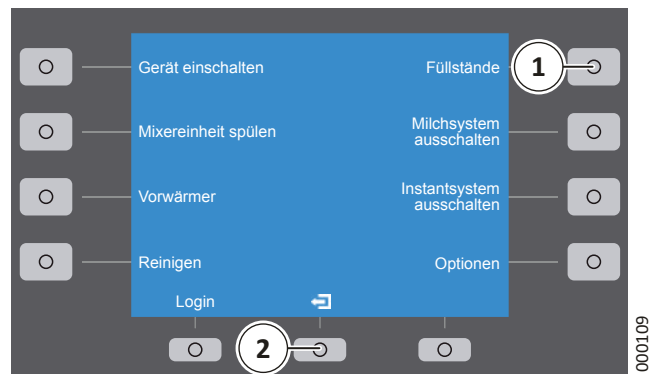 Gerät einschalten
Füllstände
1
Mixereinheit spülen
Milchsystem
ausschalten
Vorwärmer
Instantsystem
ausschalten
Reinigen
Optionen
Login
2
000109